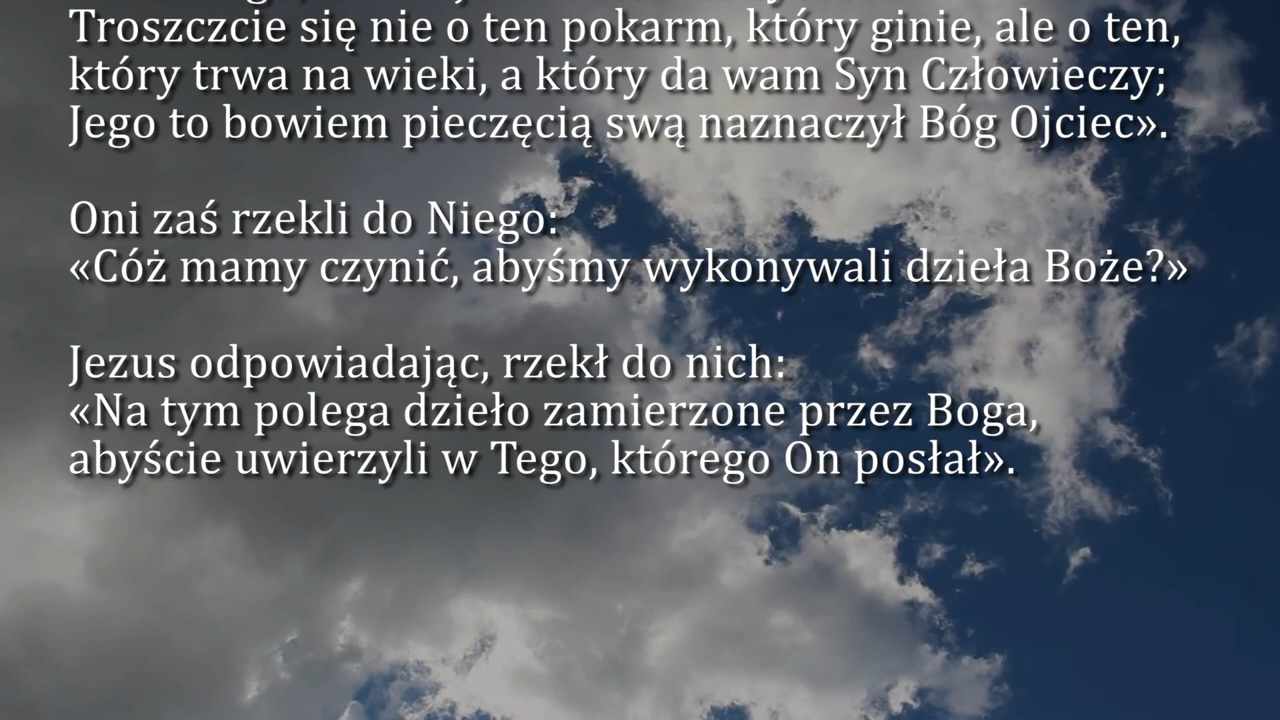 Troszczcie się nie o ten pokarm, który ginie, ale o ten,
który trwa na wieki, a który da wam Syn Człowieczy;
Jego to bowiem pieczęcią swą naznaczył Bóg Ojciec».
Oni zaś rzekli do Niego:
«Cóż mamy czynić, abyśmy wykonywali dzieła Boże?»
Jezus odpowiadając, rzekł do nich:
«Na tym polega dzieło zamierzone przez Boga,
abyście uwierzyli w Tego, którego On posłał».